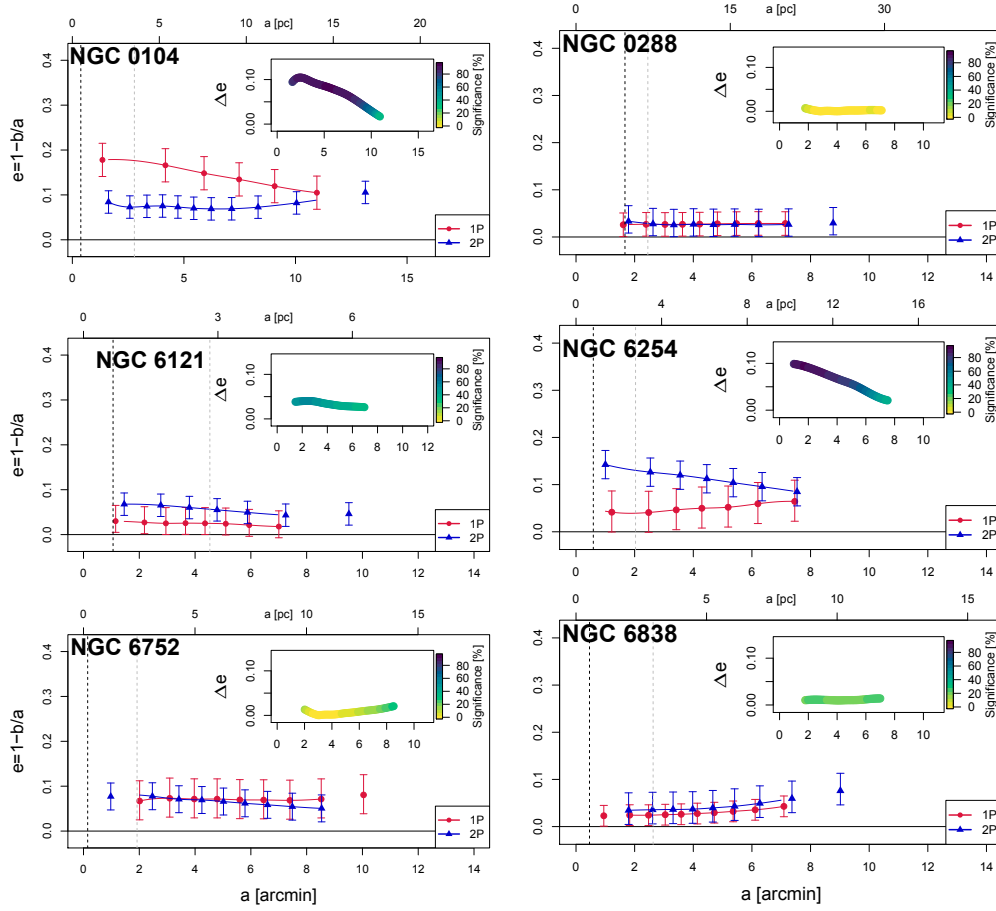 0 5 10 15 20
a [pc]
NGC 0104
e=1−b/a
0.0 0.1 0.2 0.3 0.4
Δe
0.00 0.05 0.10
0 5 10 15
Significance [%]
0 20 40 60 80
1P
2P
0 5 10 15
0 15 30
a [pc]
NGC 0288
0.0 0.1 0.2 0.3 0.4
Δe
0.00 0.10
0 2 4 6 8 10
Significance [%]
0 20 40 60 80
1P
2P
0 2 4 6 8 10 12 14
0 3 6
a [pc]
NGC 6121
e=1−b/a
0.0 0.1 0.2 0.3 0.4
Δe
0.00 0.10
0 2 4 6 8 10 12
Significance [%]
0 20 40 60 80
1P
2P
0 2 4 6 8 10 12 14
0 4 8 12 16
a [pc]
NGC 6254
0.0 0.1 0.2 0.3 0.4
Δe
0.00 0.10
0 2 4 6 8 10
Significance [%]
0 20 40 60 80
1P
2P
0 2 4 6 8 10 12 14
0 5 10 15
a [pc]
NGC 6752
e=1−b/a
0.0 0.1 0.2 0.3 0.4
Δe
0.00 0.10
0 2 4 6 8 10
Significance [%]
0 20 40 60 80
1P
2P
0 2 4 6 8 10 12 14
a [arcmin]
0 5 10 15
a [pc]
NGC 6838
0.0 0.1 0.2 0.3 0.4
Δe
0.00 0.10
0 2 4 6 8 10
Significance [%]
0 20 40 60 80
1P
2P
0 2 4 6 8 10 12 14
a [arcmin]